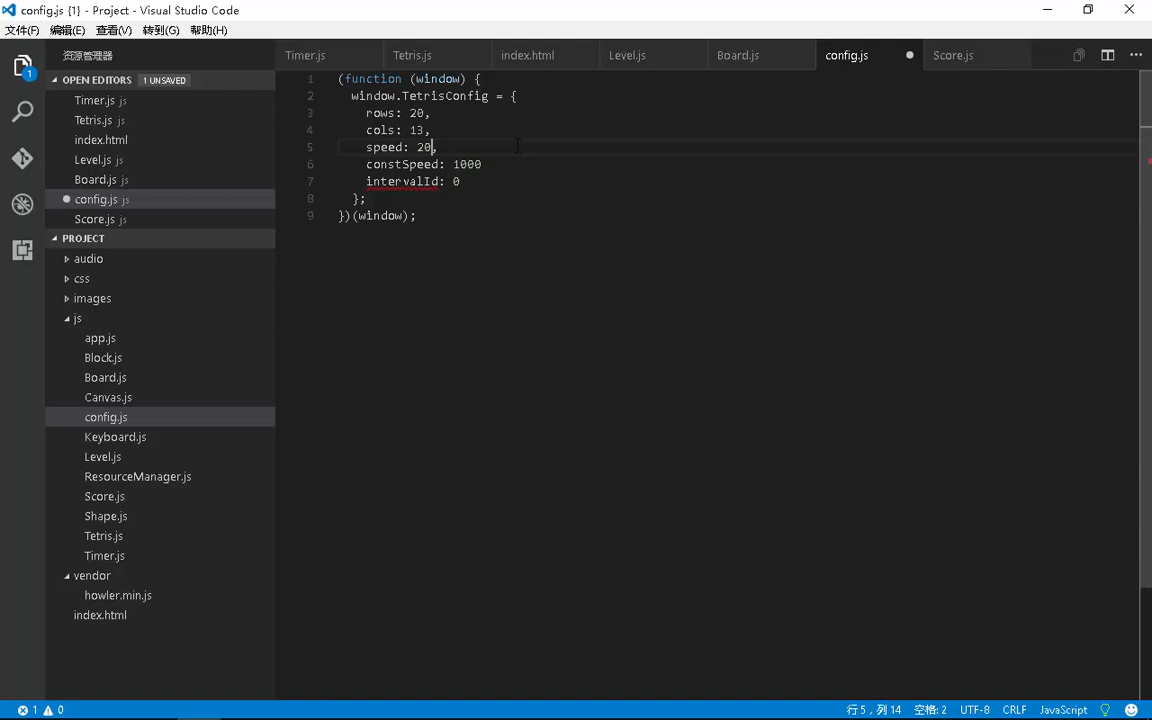 config.js {1} - Project - Visual Studio Code
文件(F) 编辑(E) 查看(V) 转到(G) 帮助(H)
资源管理器
Timer.js Tetris.js index.html Level.js Board.js config.js Score.js
OPEN EDITORS 1 UNSAVED
Timer.js js
Tetris.js js
index.html
Level.js js
Board.js js
config.js js
Score.js js
PROJECT
audio
css
images
js
app.js
Block.js
Board.js
Canvas.js
config.js
Keyboard.js
Level.js
ResourceManager.js
Score.js
Shape.js
Tetris.js
Timer.js
vendor
howler.min.js
index.html
1 (function (window) {
2 window.TetrisConfig = {
3 rows: 20,
4 cols: 13,
5 speed: 20,
6 constSpeed: 1000
7 intervalId: 0
8 };
9 })(window);
1
1 0 行 5，列 14 空格: 2 UTF-8 CRLF JavaScript